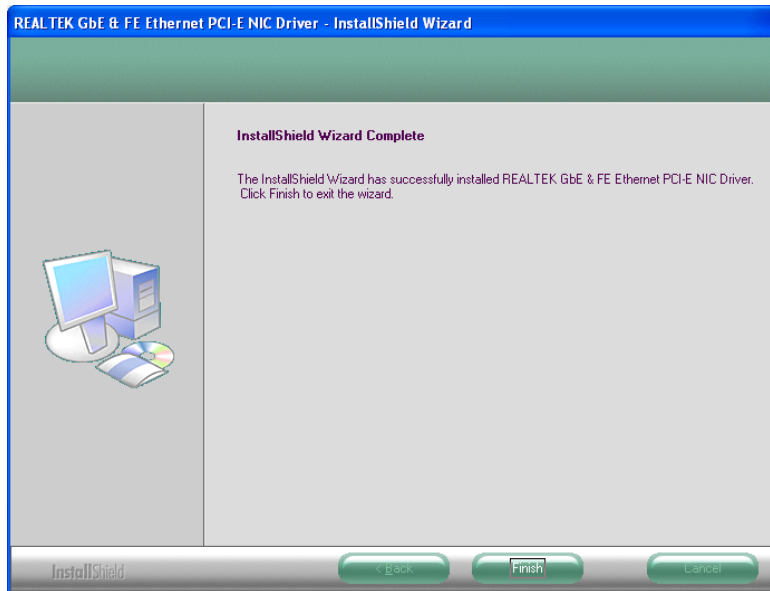 REALTEK GbE & FE Ethernet PCI-E NIC Driver - InstallShield Wizard
InstallShield Wizard Complete
The InstallShield Wizard has successfully installed REALTEK GbE & FE Ethernet PCI-E NIC Driver.
Click Finish to exit the wizard.
InstallShield
< Back
Finish
Cancel